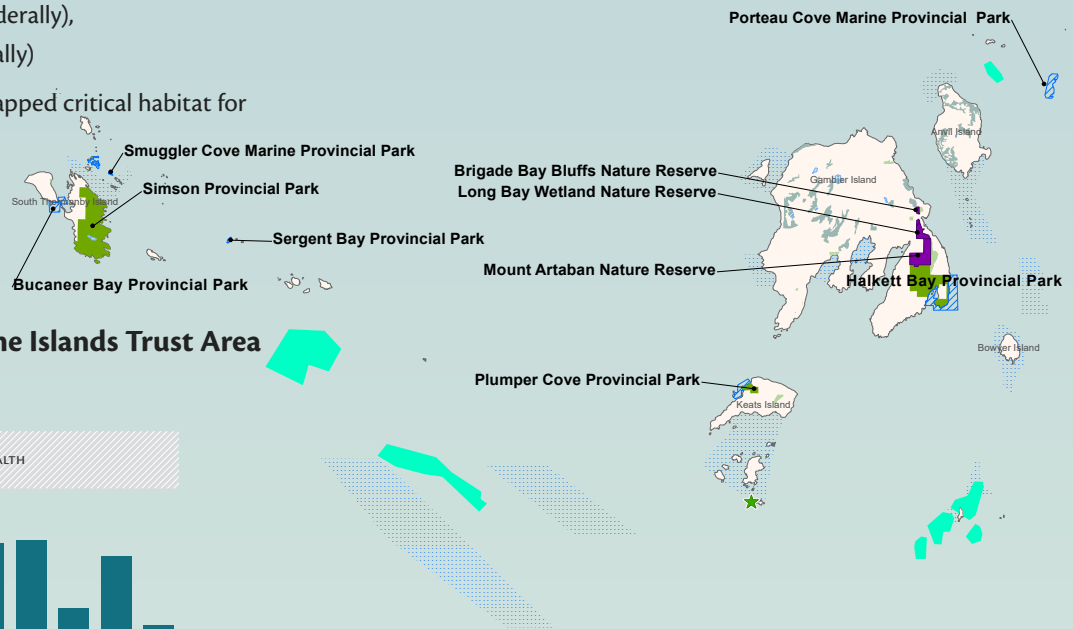 derally),
ally)
apped critical habitat for
Porteau Cove Marine Provincial Park
Anvil Island
Smuggler Cove Marine Provincial Park
Brigade Bay Bluffs Nature Reserve
Gambier Island
Simson Provincial Park
Long Bay Wetland Nature Reserve
South Thormanby Island
Sergent Bay Provincial Park
Mount Artaban Nature Reserve
Bucaneer Bay Provincial Park
Halkett Bay Provincial Park
ne Islands Trust Area
Bowyer Island
Plumper Cove Provincial Park
Keats Island
ALTH